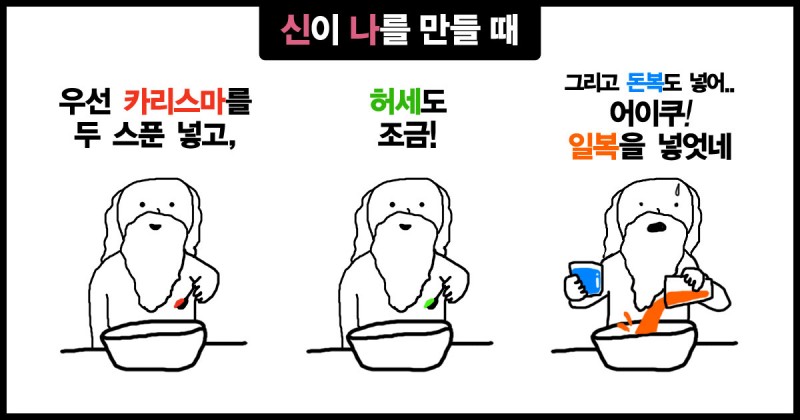 신이 나를 만들 때
우선 카리스마를
두 스푼 넣고,
허세도
조금!
그리고 돈복도 넣어..
어이쿠!
일복을 넣엇네